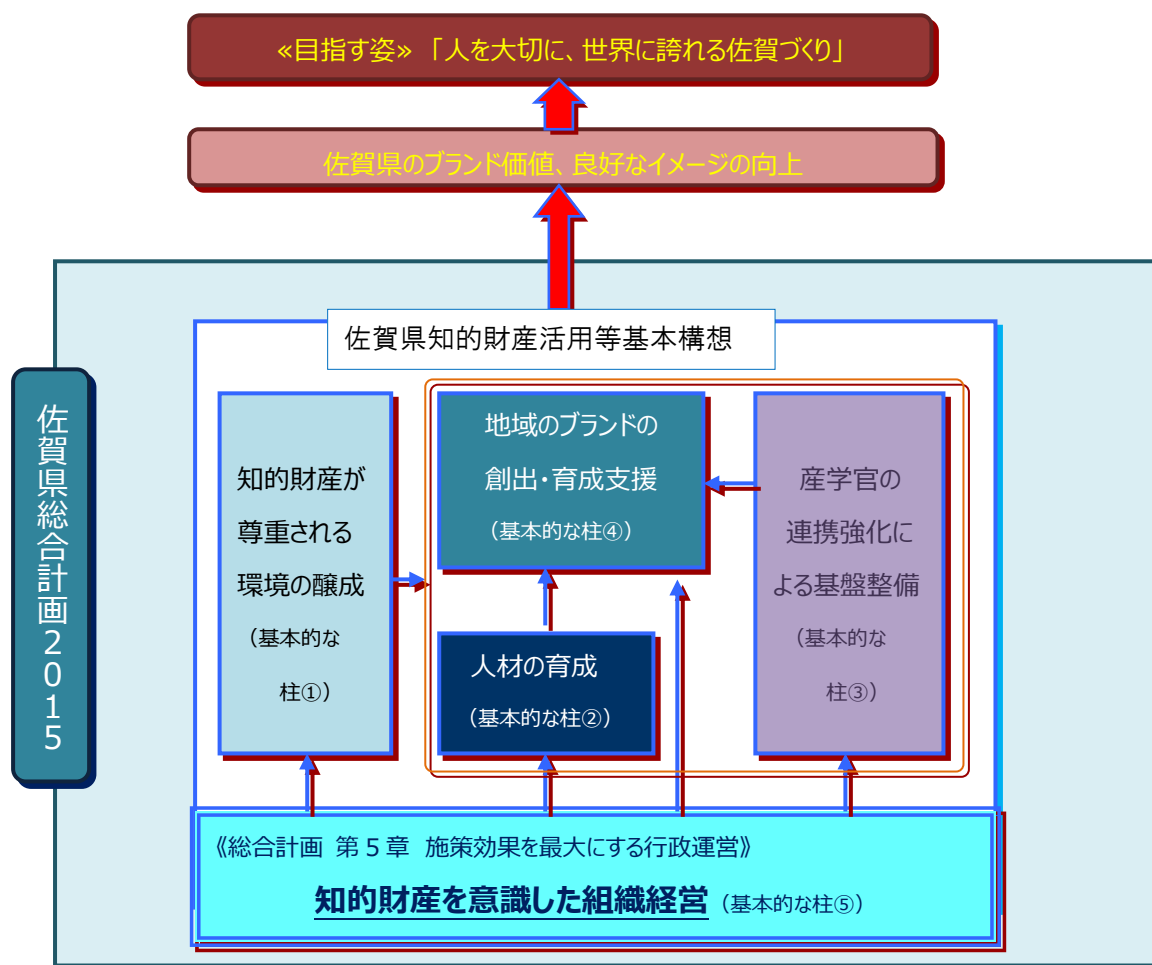 «目指す姿» 「人を大切に、世界に誇れる佐賀づくり」
佐賀県のブランド価値、良好なイメージの向上
佐賀県総合計画2015
佐賀県知的財産活用等基本構想
知的財産が
尊重される
環境の醸成
（基本的な
柱①）
地域のブランドの
創出・育成支援
（基本的な柱④）
人材の育成
（基本的な柱②）
産学官の
連携強化に
よる基盤整備
（基本的な
柱③）
《総合計画 第５章 施策効果を最大にする行政運営》
知的財産を意識した組織経営（基本的な柱⑤）